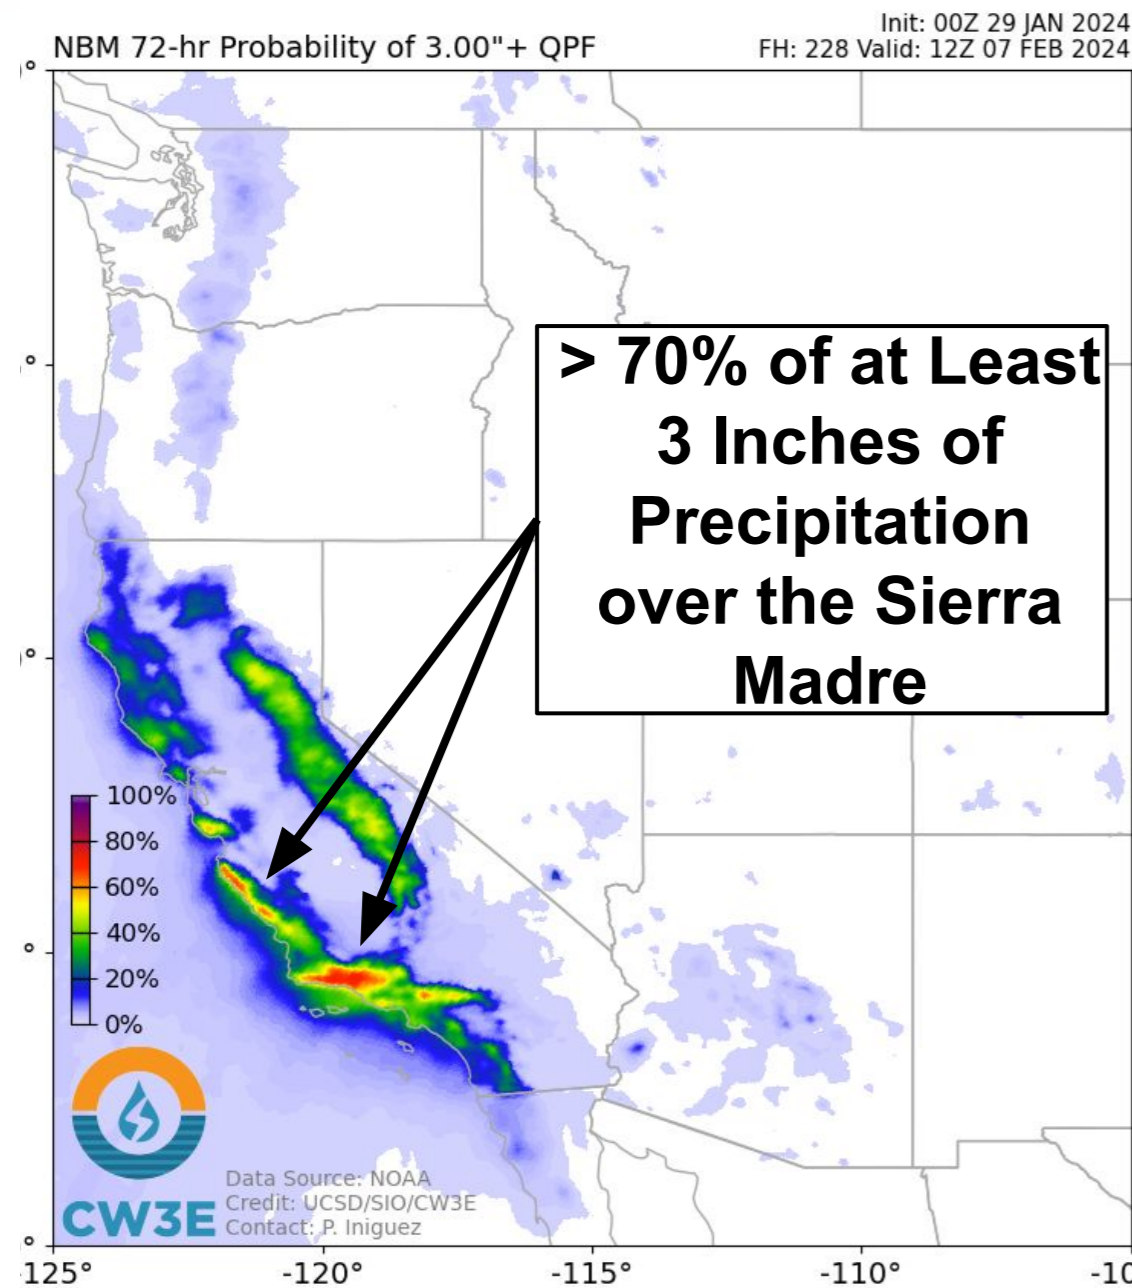 NBM 72-hr Probability of 3.00"+ QPF
Init: 00Z 29 JAN 2024
FH: 228 Valid: 12Z 07 FEB 2024
> 70% of at Least
3 Inches of
Precipitation
over the Sierra
Madre
100%
80%
60%
40%
20%
0%
CW3E
Data Source: NOAA
Credit: UCSD/SIO/CW3E
Contact: P. Iniguez
125° -120° -115° -110°